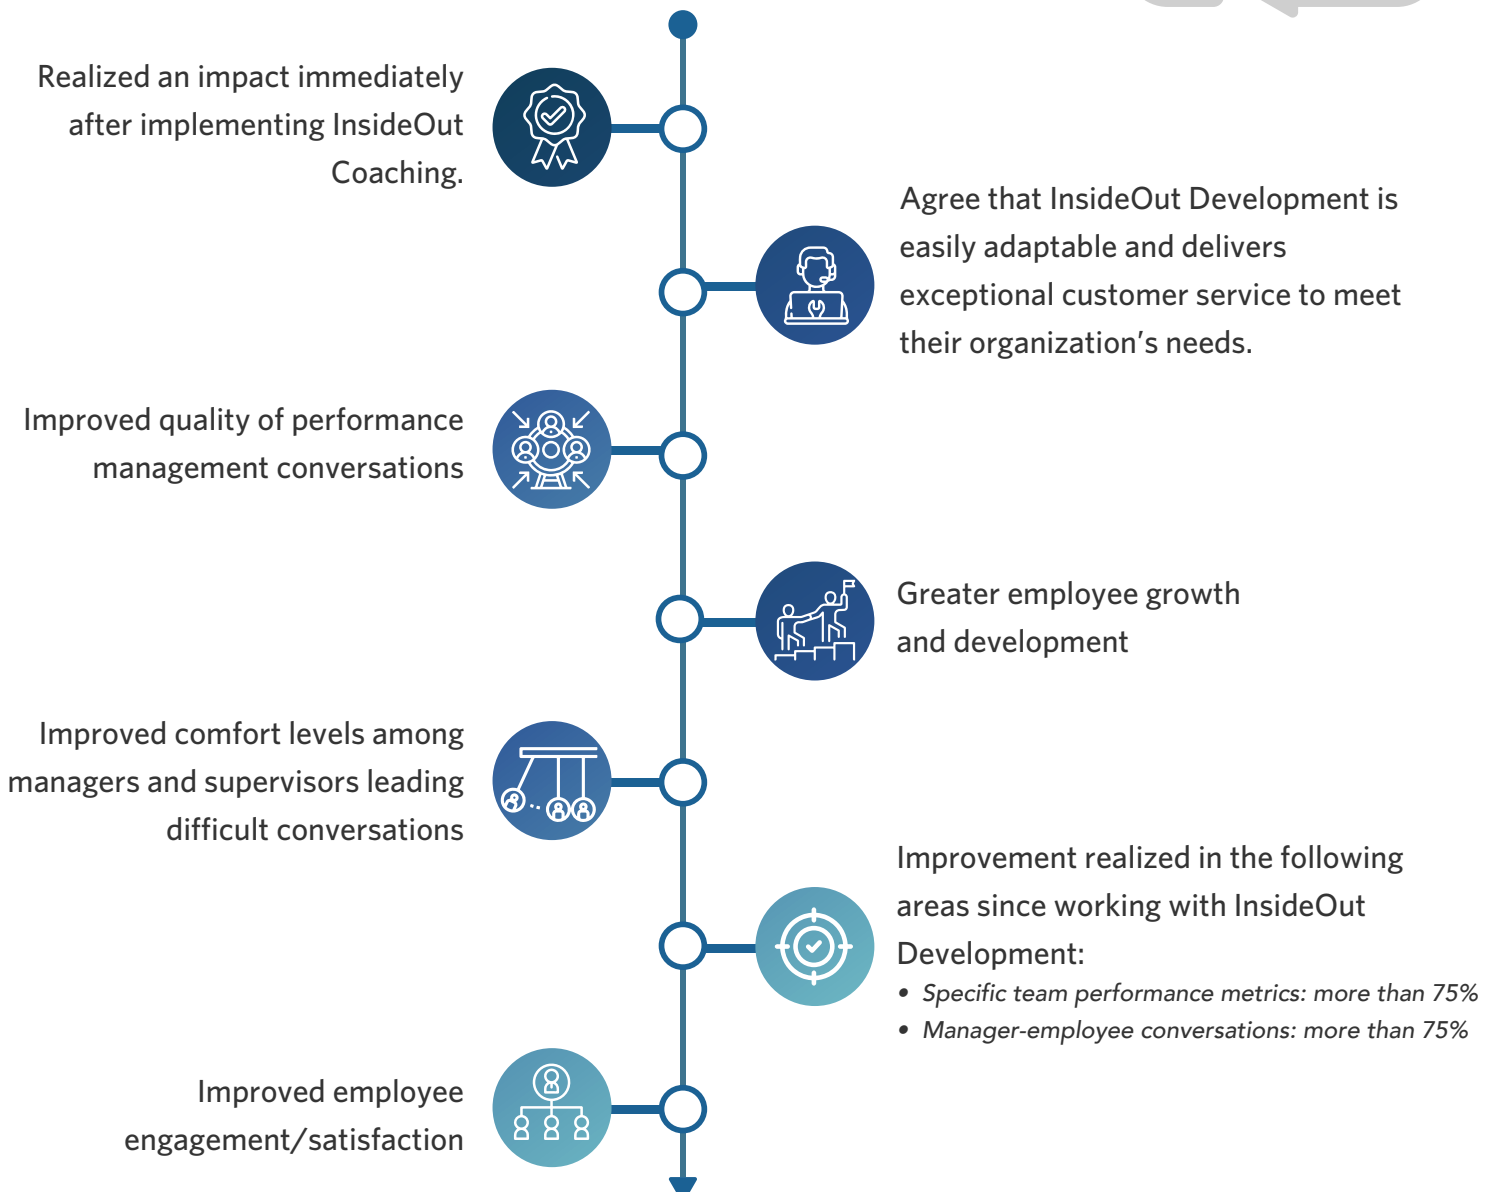 Realized an impact immediately
after implementing InsideOut
Coaching.
Agree that InsideOut Development is
easily adaptable and delivers
exceptional customer service to meet
their organization’s needs.
Improved quality of performance
management conversations
Greater employee growth
and development
Improved comfort levels among
managers and supervisors leading
difficult conversations
Improvement realized in the following
areas since working with InsideOut
Development:
• Specific team performance metrics: more than 75%
• Manager-employee conversations: more than 75%
Improved employee
engagement/satisfaction